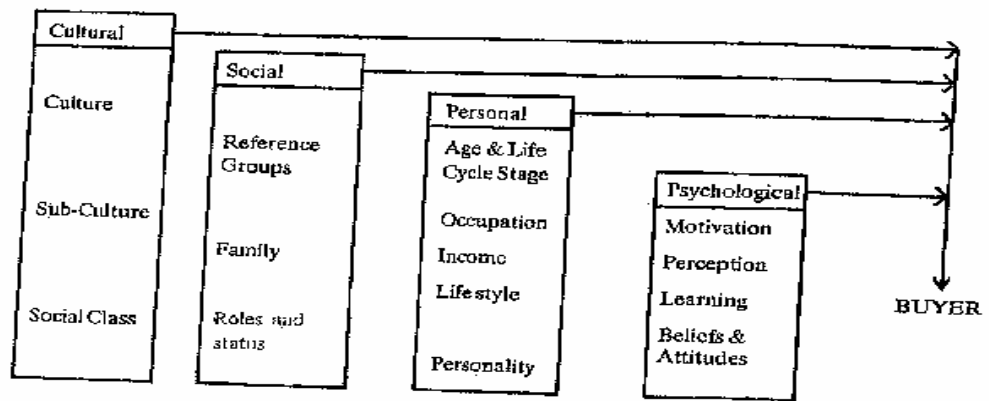 Cultural
Culture
Sub-Culture
Social Class
Social
Reference
Groups
Family
Roles and
status
Personal
Age & Life
Cycle Stage
Occupation
Income
Life style
Personality
Psychological
Motivation
Perception
Learning
Beliefs &
Attitudes
BUYER